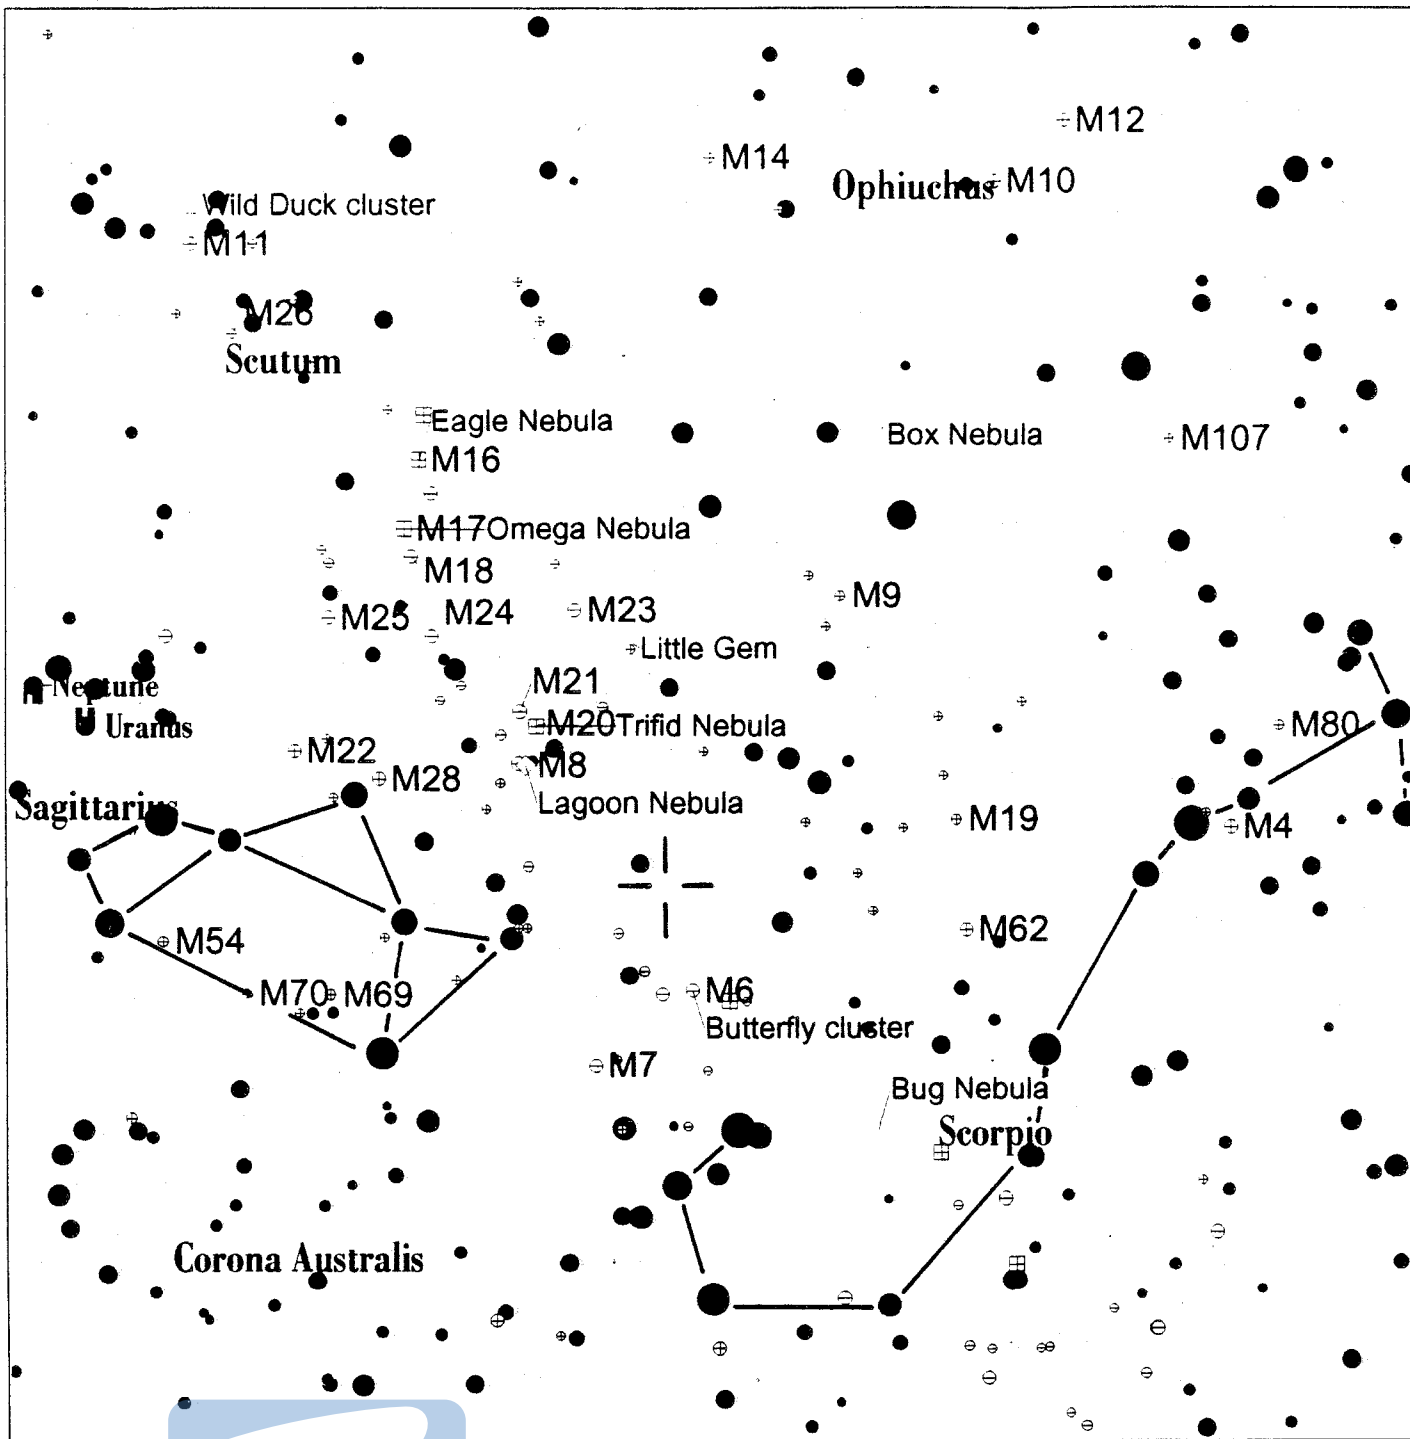 M12
M14
Ophiuchus
M10
Wild Duck cluster
M11
M26
Scutum
Eagle Nebula
Box Nebula
M107
M16
M17 Omega Nebula
M18
M9
M25
M24
M23
Little Gem
M21
Neptune
Uranus
M20 Trifid Nebula
M80
M22
M8
M28
Lagoon Nebula
Sagittarius
M19
M4
M54
M62
M70
M69
M6
Butterfly cluster
M7
Bug Nebula
Scorpio
Corona Australis